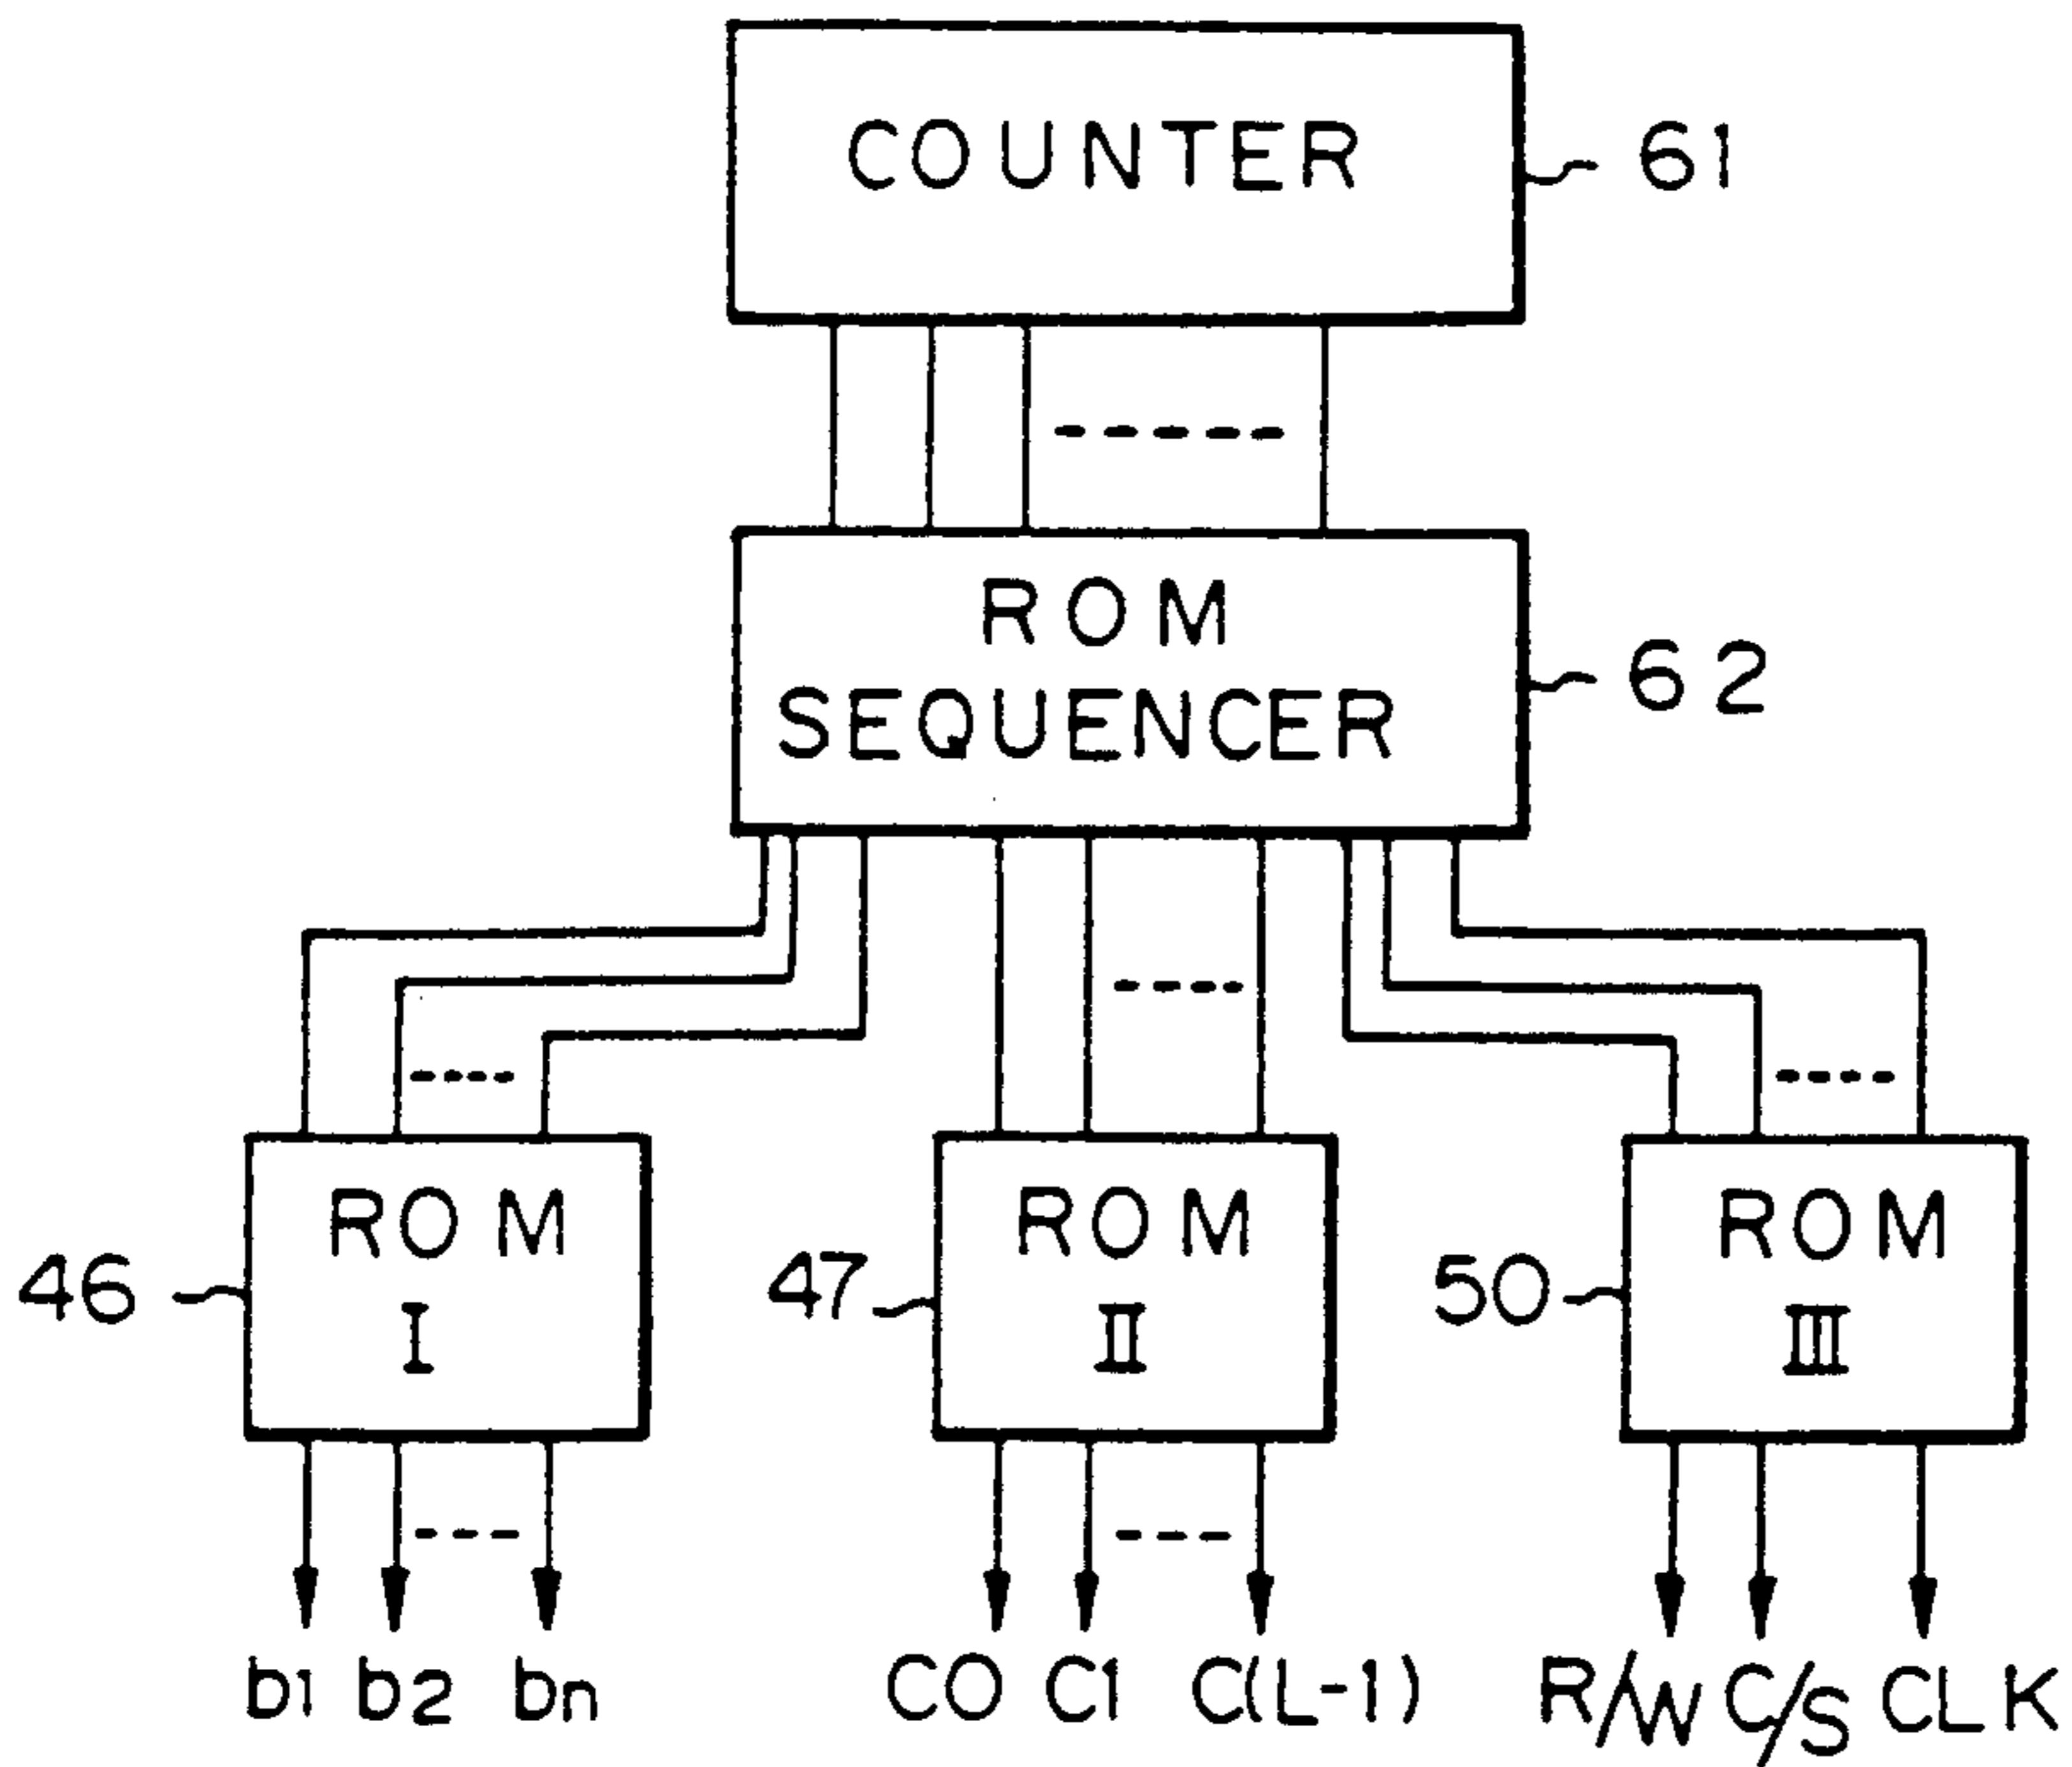 COUNTER
61
ROM
SEQUENCER
62
46
ROM
I
47
ROM
II
50
ROM
III
b1 b2 bn
C0 C1 C(L-1)
R/W C/S CLK